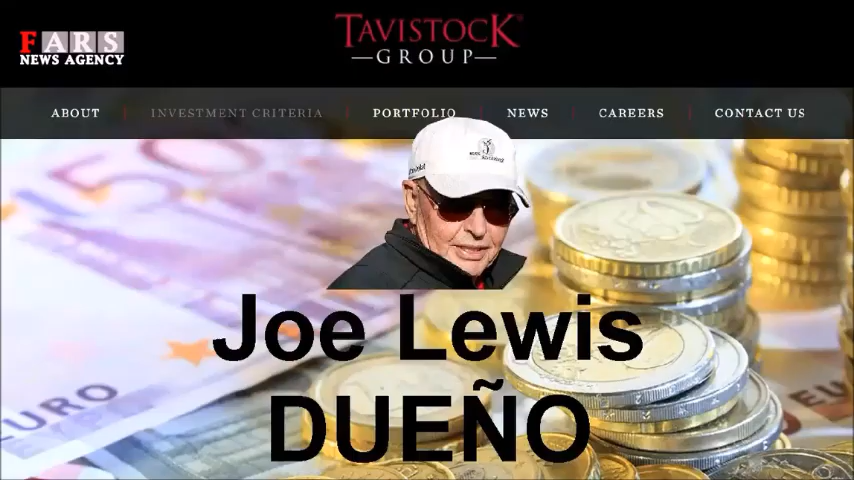 TAVISTOCK
GROUP
FARS
NEWS AGENCY
ABOUT
INVESTMENT CRITERIA
PORTFOLIO
NEWS
CAREERS
CONTACT US
Joe Lewis
DUEÑO
EURO